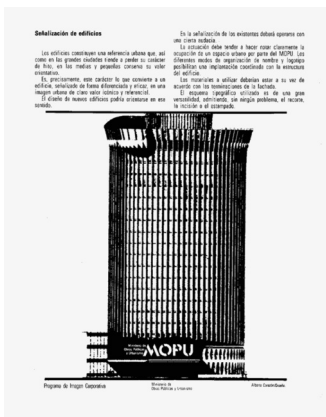 Señalización de edificios
Los edificios constituyen una referencia urbana que, así
como en las grandes ciudades tiende a perder su carácter
de hito, en las medias y pequeñas conserva su valor
orientativo.
Es, precisamente, este carácter lo que convierte a un
edificio, señalizado de forma diferenciada y eficaz, en una
imagen urbana de claro valor icónico y referencial.
El diseño de nuevos edificios podría orientarse en ese
sentido.
En la señalización de los existentes deberá operarse con
una cierta audacia.
La actuación debe tender a hacer notar claramente la
ocupación de un espacio urbano por parte del MOPU. Los
diferentes modos de organización de nombre y logotipo
posibilitan una implantación coordinada con la estructura
del edificio.
Los materiales a utilizar deberían estar a su vez de
acuerdo con las terminaciones de la fachada.
El esquema tipográfico utilizado es de una gran
versatilidad, admitiendo, sin ningún problema, el recorte,
la incisión o el estampado.
Ministerio de
Obras Públicas
y Urbanismo
MOPU
Programa de Imagen Corporativa
Ministerio de
Obras Públicas y Urbanismo
Alberto Corazón/Diseño